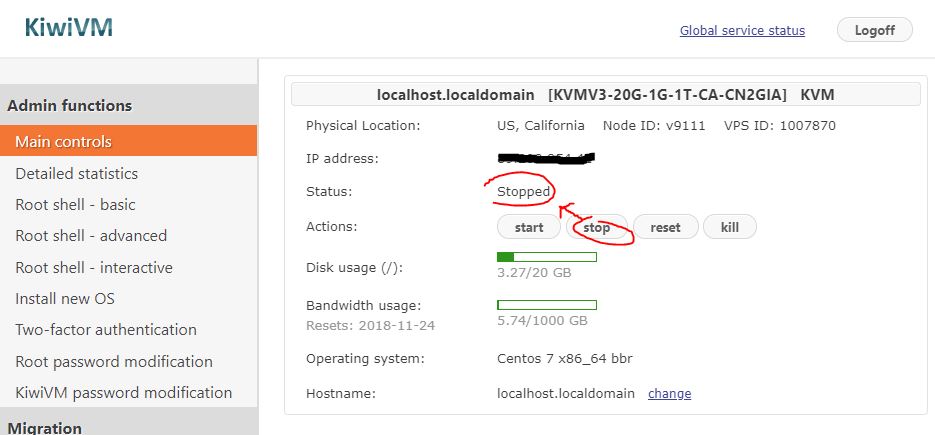 KiwiVM
Global service status
Logoff
Admin functions
Main controls
Detailed statistics
Root shell - basic
Root shell - advanced
Root shell - interactive
Install new OS
Two-factor authentication
Root password modification
KiwiVM password modification
Migration
localhost.localdomain [KVMV3-20G-1G-1T-CA-CN2GIA] KVM
Physical Location: US, California Node ID: v9111 VPS ID: 1007870
IP address:
Status: Stopped
Actions: start stop reset kill
Disk usage (/):
3.27/20 GB
Bandwidth usage:
Resets: 2018-11-24
5.74/1000 GB
Operating system: Centos 7 x86_64 bbr
Hostname: localhost.localdomain change